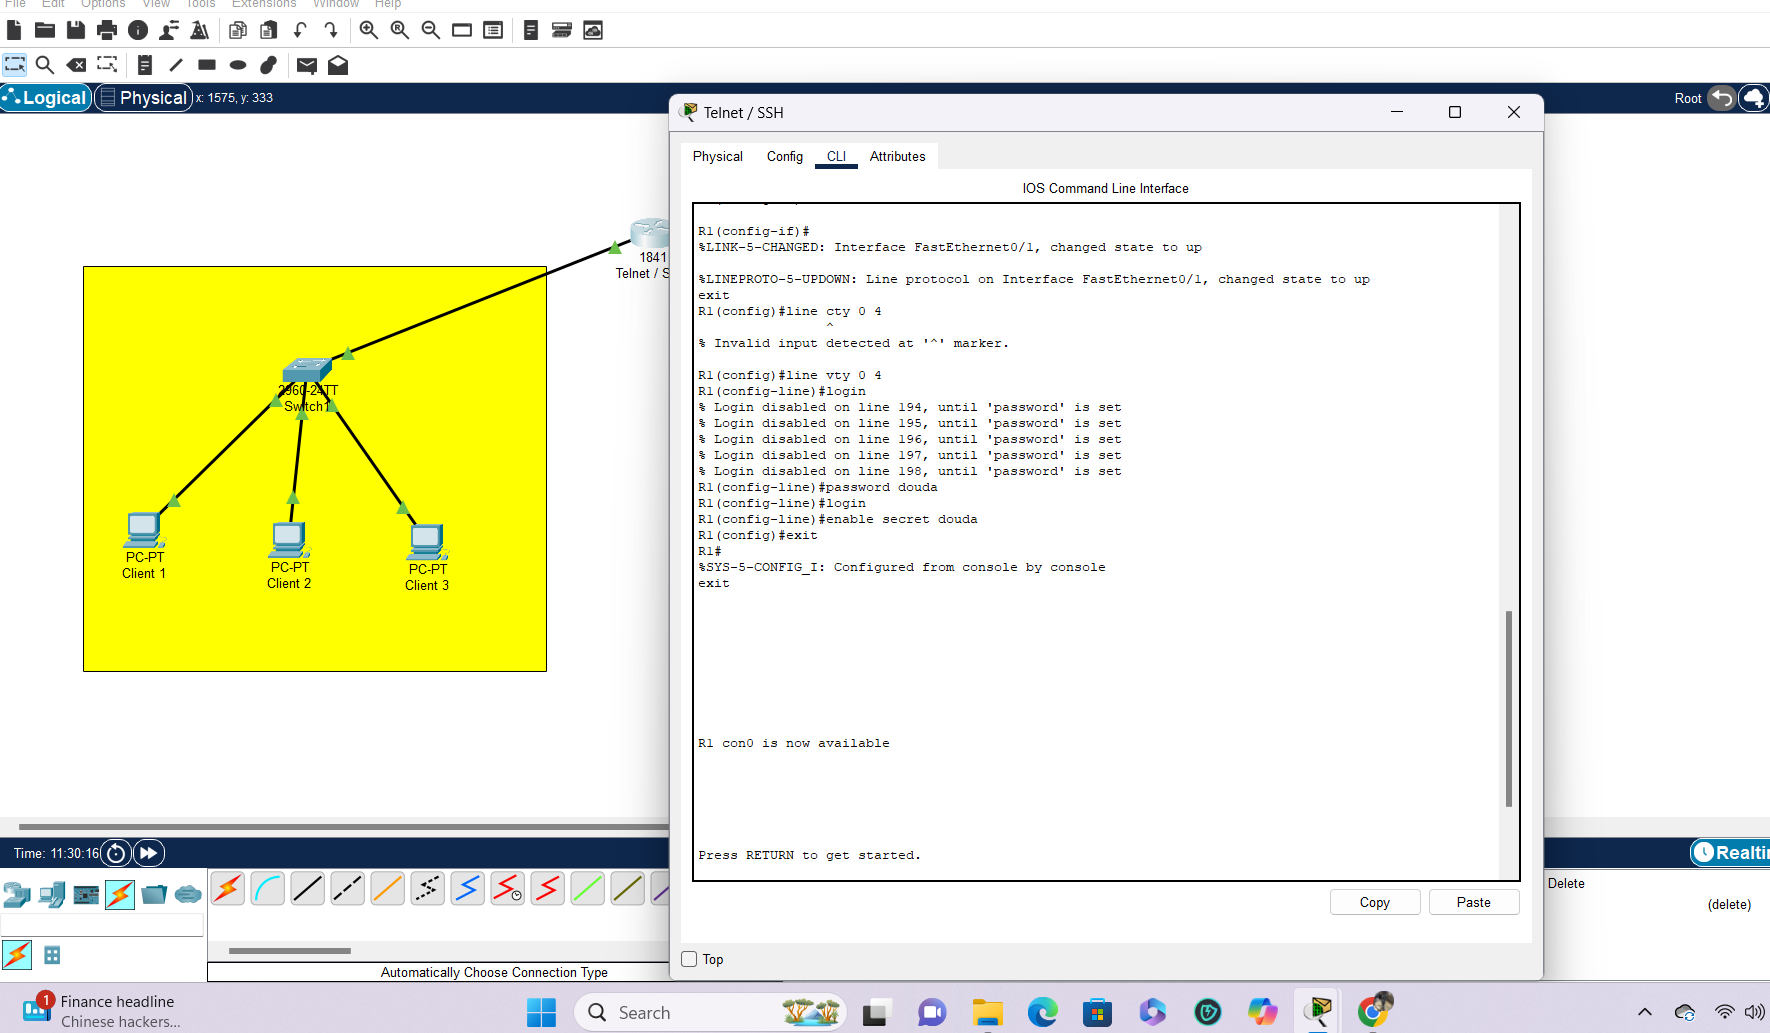 File Edit Options View Tools Extensions Window Help
Logical Physical x: 1575, y: 333
Root
Telnet / SSH
Physical Config CLI Attributes
IOS Command Line Interface
R1(config-if)#
%LINK-5-CHANGED: Interface FastEthernet0/1, changed state to up
%LINEPROTO-5-UPDOWN: Line protocol on Interface FastEthernet0/1, changed state to up
exit
R1(config)#line cty 0 4
^
% Invalid input detected at '^' marker.
R1(config)#line vty 0 4
R1(config-line)#login
% Login disabled on line 194, until 'password' is set
% Login disabled on line 195, until 'password' is set
% Login disabled on line 196, until 'password' is set
% Login disabled on line 197, until 'password' is set
% Login disabled on line 198, until 'password' is set
R1(config-line)#password douda
R1(config-line)#login
R1(config-line)#enable secret douda
R1(config)#exit
R1#
%SYS-5-CONFIG_I: Configured from console by console
exit
R1 con0 is now available
Press RETURN to get started.
Copy Paste
Top
1841
Telnet / S
2960-24TT
Switch1
PC-PT
Client 1
PC-PT
Client 2
PC-PT
Client 3
Time: 11:30:16
Realti
Delete
(delete)
Automatically Choose Connection Type
1
Finance headline
Chinese hackers...
Search